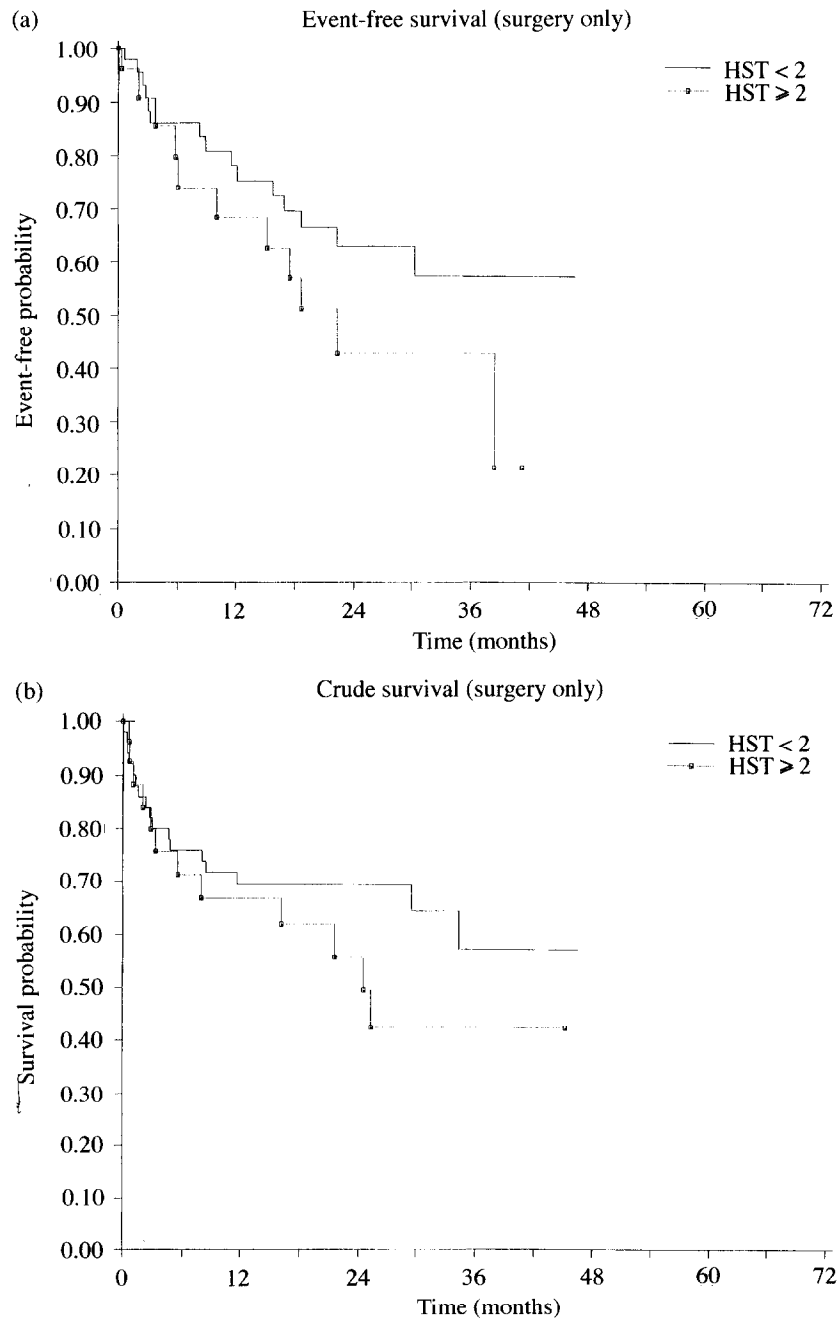 (a)
Event-free survival (surgery only)
1.00
0.90
0.80
0.70
0.60
0.50
0.40
0.30
0.20
0.10
0.00
Event-free probability
HST < 2
HST ⩾ 2
0 12 24 36 48 60 72
Time (months)
(b)
Crude survival (surgery only)
1.00
0.90
0.80
0.70
0.60
0.50
0.40
0.30
0.20
0.10
0.00
Survival probability
HST < 2
HST ⩾ 2
0 12 24 36 48 60 72
Time (months)